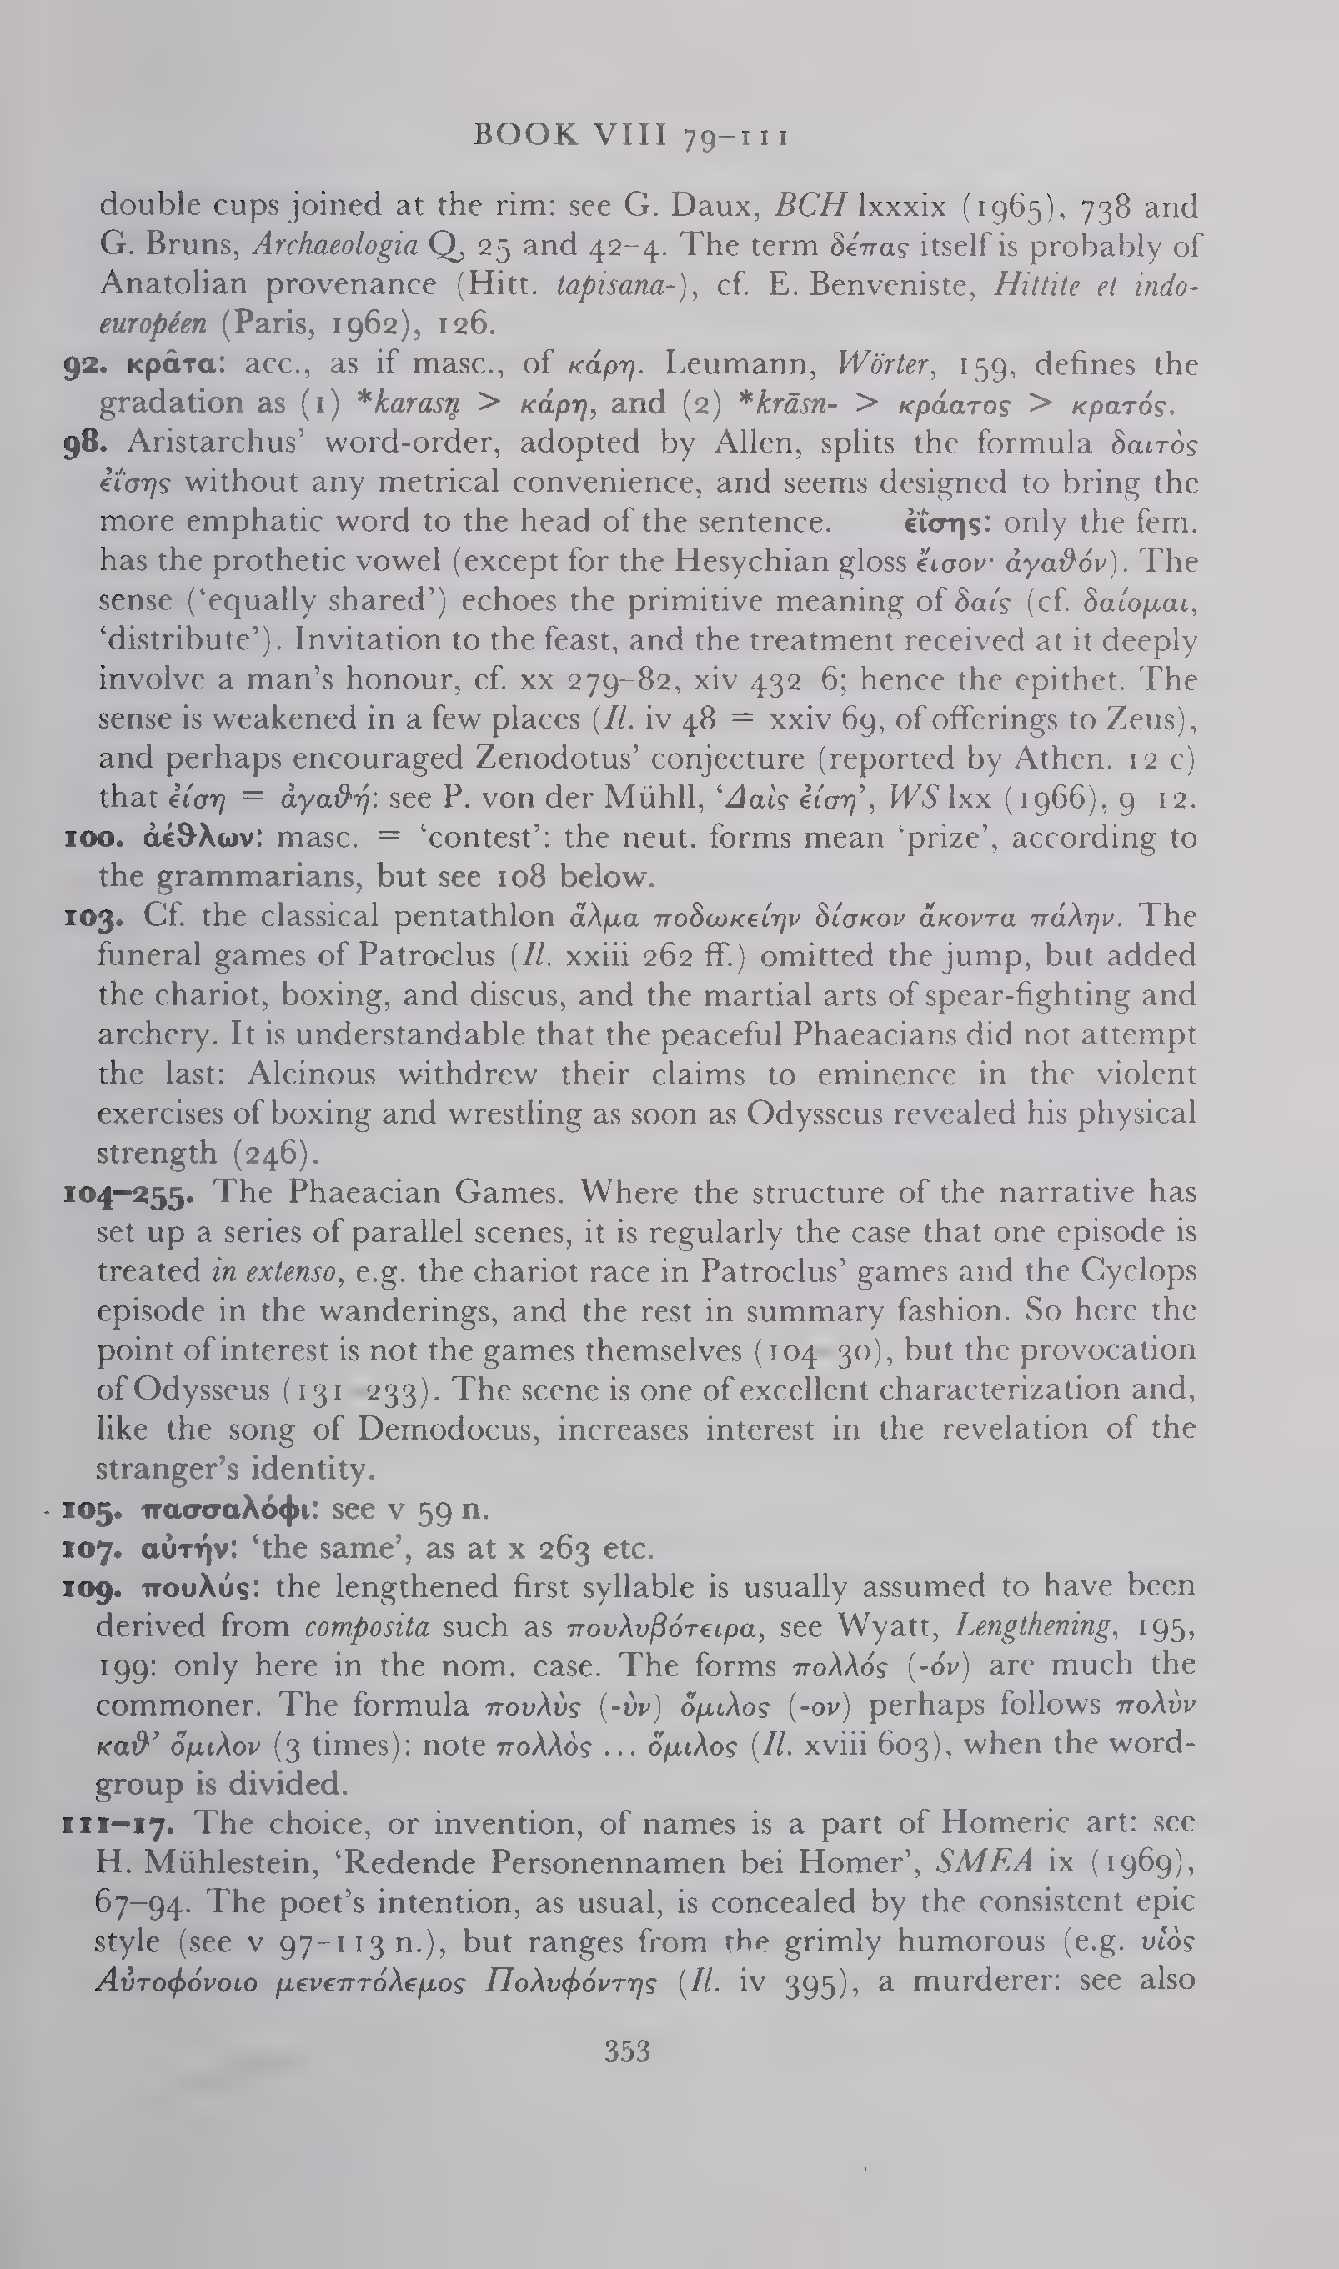 BOOK VIII 79–111
double cups joined at the rim: see G. Daux, BCH lxxxix (1965), 738 and
G. Bruns, Archaeologia Q, 25 and 42–4. The term δέπας itself is probably of
Anatolian provenance (Hitt. tapisana-), cf. E. Benveniste, Hittite et indo-
européen (Paris, 1962), 126.
92. κρᾶτα: acc., as if masc., of κάρη. Leumann, Wörter, 159, defines the
gradation as (1) *karasn̥ > κάρη, and (2) *krāsn- > κράατος > κρατός.
98. Aristarchus’ word-order, adopted by Allen, splits the formula δαιτὸς
ἐΐσης without any metrical convenience, and seems designed to bring the
more emphatic word to the head of the sentence. ἐΐσης: only the fem.
has the prothetic vowel (except for the Hesychian gloss ἔισον· ἀγαϑόν). The
sense (‘equally shared’) echoes the primitive meaning of δαίς (cf. δαίομαι,
‘distribute’). Invitation to the feast, and the treatment received at it deeply
involve a man’s honour, cf. xx 279–82, xiv 432–6; hence the epithet. The
sense is weakened in a few places (Il. iv 48 = xxiv 69, of offerings to Zeus),
and perhaps encouraged Zenodotus’ conjecture (reported by Athen. 12 c)
that ἐίση = ἀγαϑή: see P. von der Mühll, ‘Δαὶς ἐίση’, WS lxx (1966), 9–12.
100. ἀέϑλων: masc. = ‘contest’: the neut. forms mean ‘prize’, according to
the grammarians, but see 108 below.
103. Cf. the classical pentathlon ἅλμα ποδωκείην δίσκον ἄκοντα πάλην. The
funeral games of Patroclus (Il. xxiii 262 ff.) omitted the jump, but added
the chariot, boxing, and discus, and the martial arts of spear-fighting and
archery. It is understandable that the peaceful Phaeacians did not attempt
the last: Alcinous withdrew their claims to eminence in the violent
exercises of boxing and wrestling as soon as Odysseus revealed his physical
strength (246).
104–255. The Phaeacian Games. Where the structure of the narrative has
set up a series of parallel scenes, it is regularly the case that one episode is
treated in extenso, e.g. the chariot race in Patroclus’ games and the Cyclops
episode in the wanderings, and the rest in summary fashion. So here the
point of interest is not the games themselves (104–30), but the provocation
of Odysseus (131–233). The scene is one of excellent characterization and,
like the song of Demodocus, increases interest in the revelation of the
stranger’s identity.
105. πασσαλόφι: see v 59 n.
107. αὐτήν: ‘the same’, as at x 263 etc.
109. πουλύς: the lengthened first syllable is usually assumed to have been
derived from composita such as πουλυβότειρα, see Wyatt, Lengthening, 195,
199: only here in the nom. case. The forms πολλός (-όν) are much the
commoner. The formula πουλὺς (-ὺν) ὅμιλος (-ον) perhaps follows πολὺν
καϑ’ ὅμιλον (3 times): note πολλὸς ... ὅμιλος (Il. xviii 603), when the word-
group is divided.
111–17. The choice, or invention, of names is a part of Homeric art: see
H. Mühlestein, ‘Redende Personennamen bei Homer’, SMEA ix (1969),
67–94. The poet’s intention, as usual, is concealed by the consistent epic
style (see v 97–113 n.), but ranges from the grimly humorous (e.g. υἱὸς
Αὐτοφόνοιο μενεπτόλεμος Πολυφόντης (Il. iv 395), a murderer: see also
353